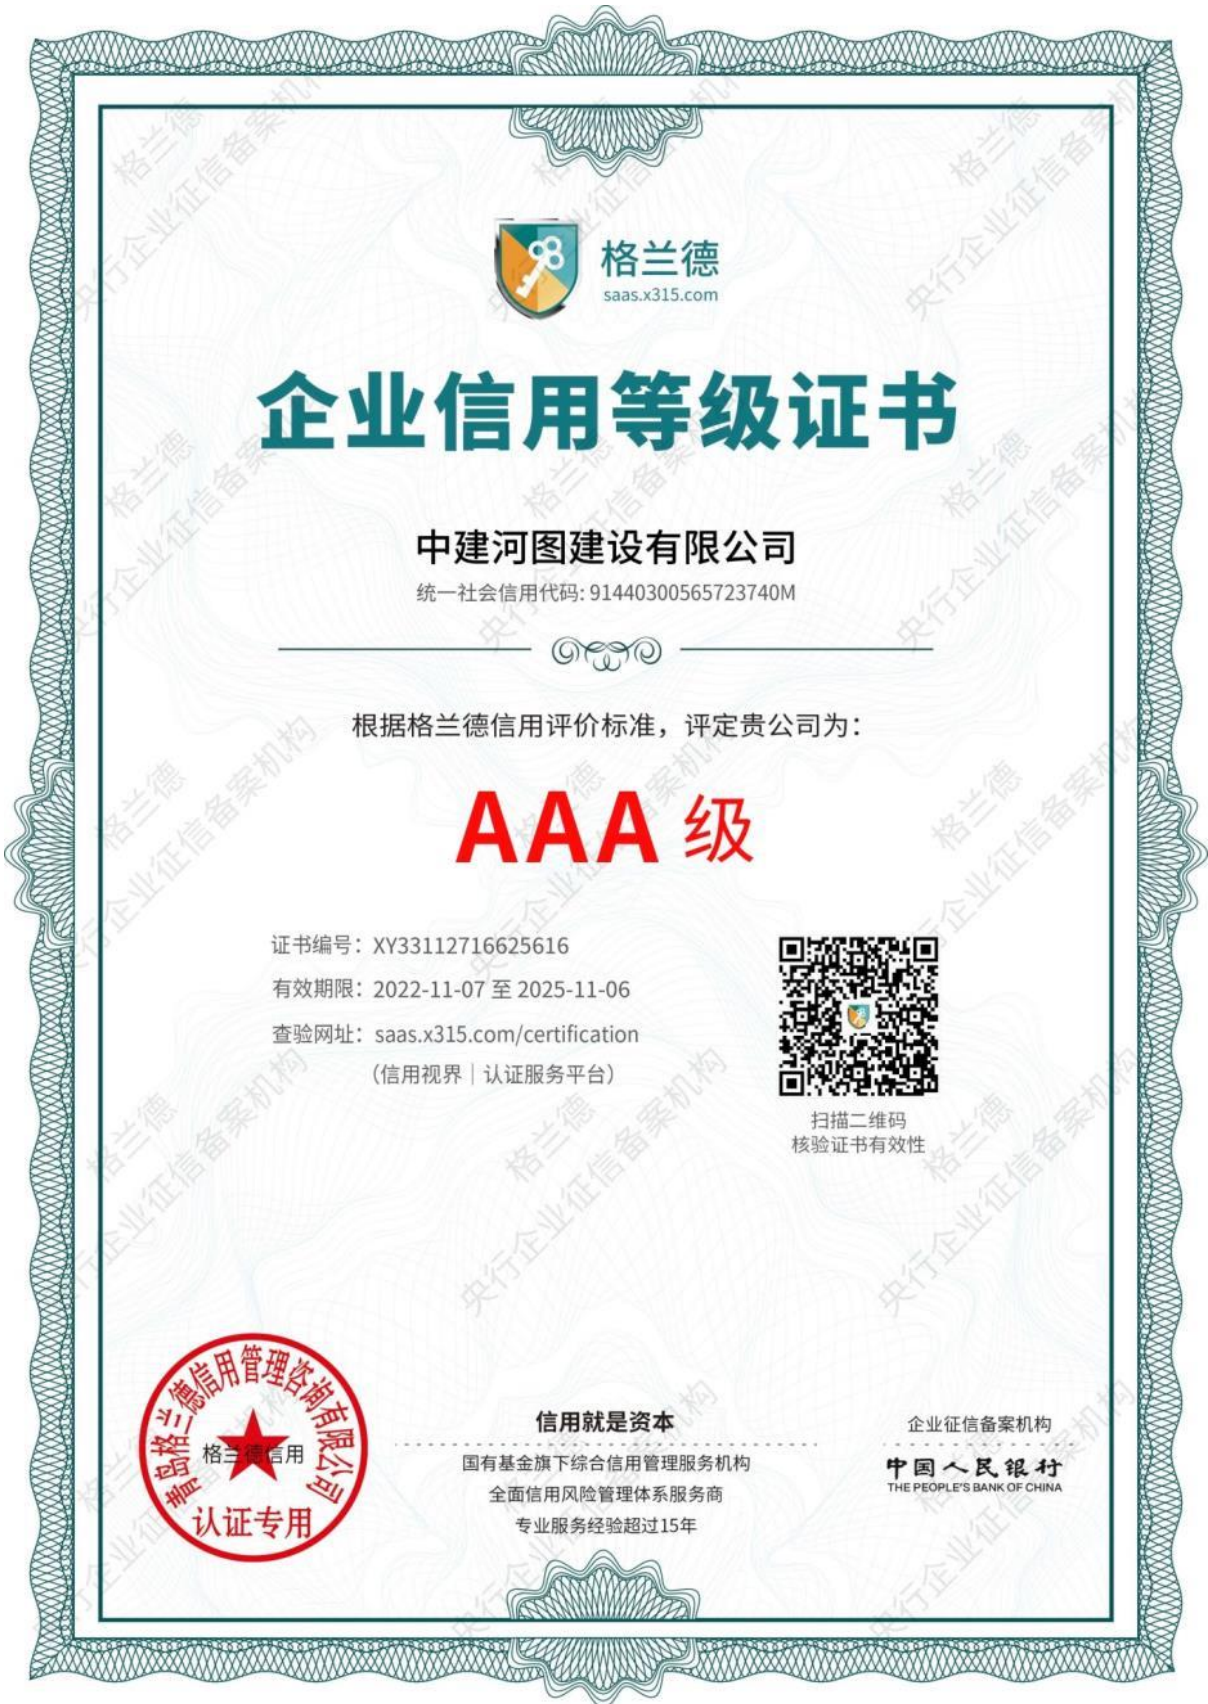 格兰德
saas.x315.com
企业信用等级证书
中建河图建设有限公司
统一社会信用代码: 91440300565723740M
根据格兰德信用评价标准，评定贵公司为：
AAA 级
证书编号：XY33112716625616
有效期限：2022-11-07 至 2025-11-06
查验网址：saas.x315.com/certification
（信用视界｜认证服务平台）
扫描二维码
核验证书有效性
青岛格兰德信用管理咨询有限公司
格兰德信用
认证专用
信用就是资本
国有基金旗下综合信用管理服务机构
全面信用风险管理体系服务商
专业服务经验超过15年
企业征信备案机构
中国人民银行
THE PEOPLE'S BANK OF CHINA
格兰德
央行企业征信备案机构